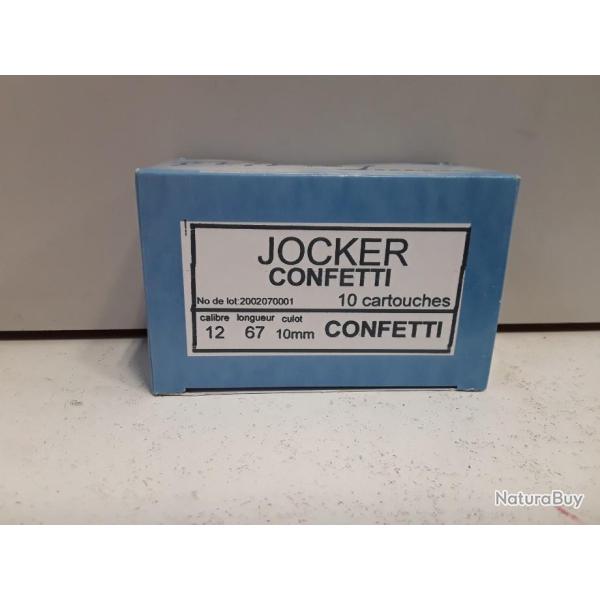 JOCKER
CONFETTI
No de lot:2002070001 10 cartouches
calibre longueur culot
12 67 10mm CONFETTI
NaturaBuy